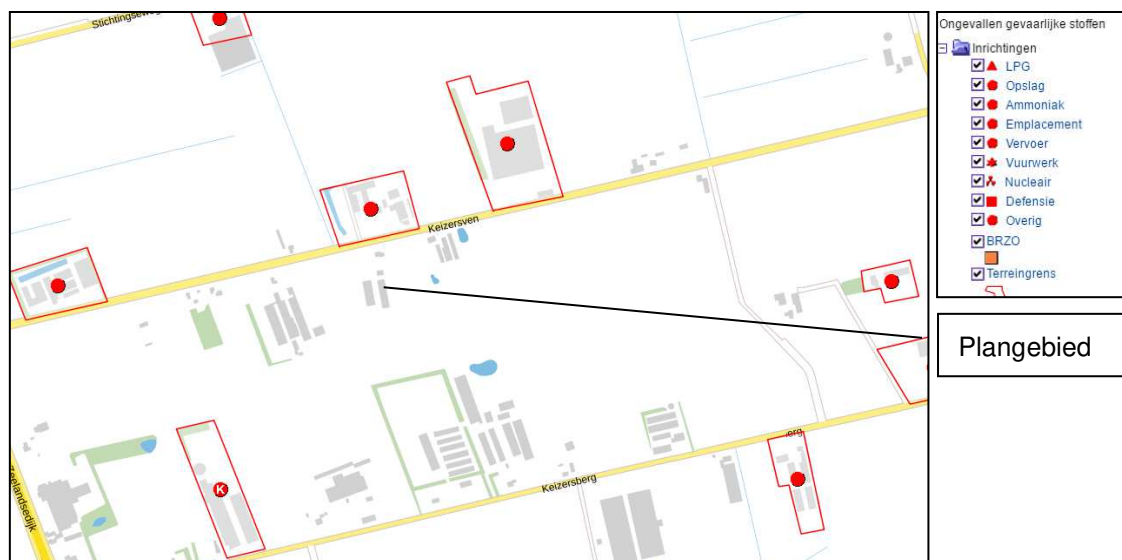 Stichtingseweg
Keizersven
Keizersberg
erg
Zeelandsedijk
K
Ongevallen gevaarlijke stoffen
Inrichtingen
LPG
Opslag
Ammoniak
Emplacement
Vervoer
Vuurwerk
Nucleair
Defensie
Overig
BRZO
Terreingrens
Plangebied